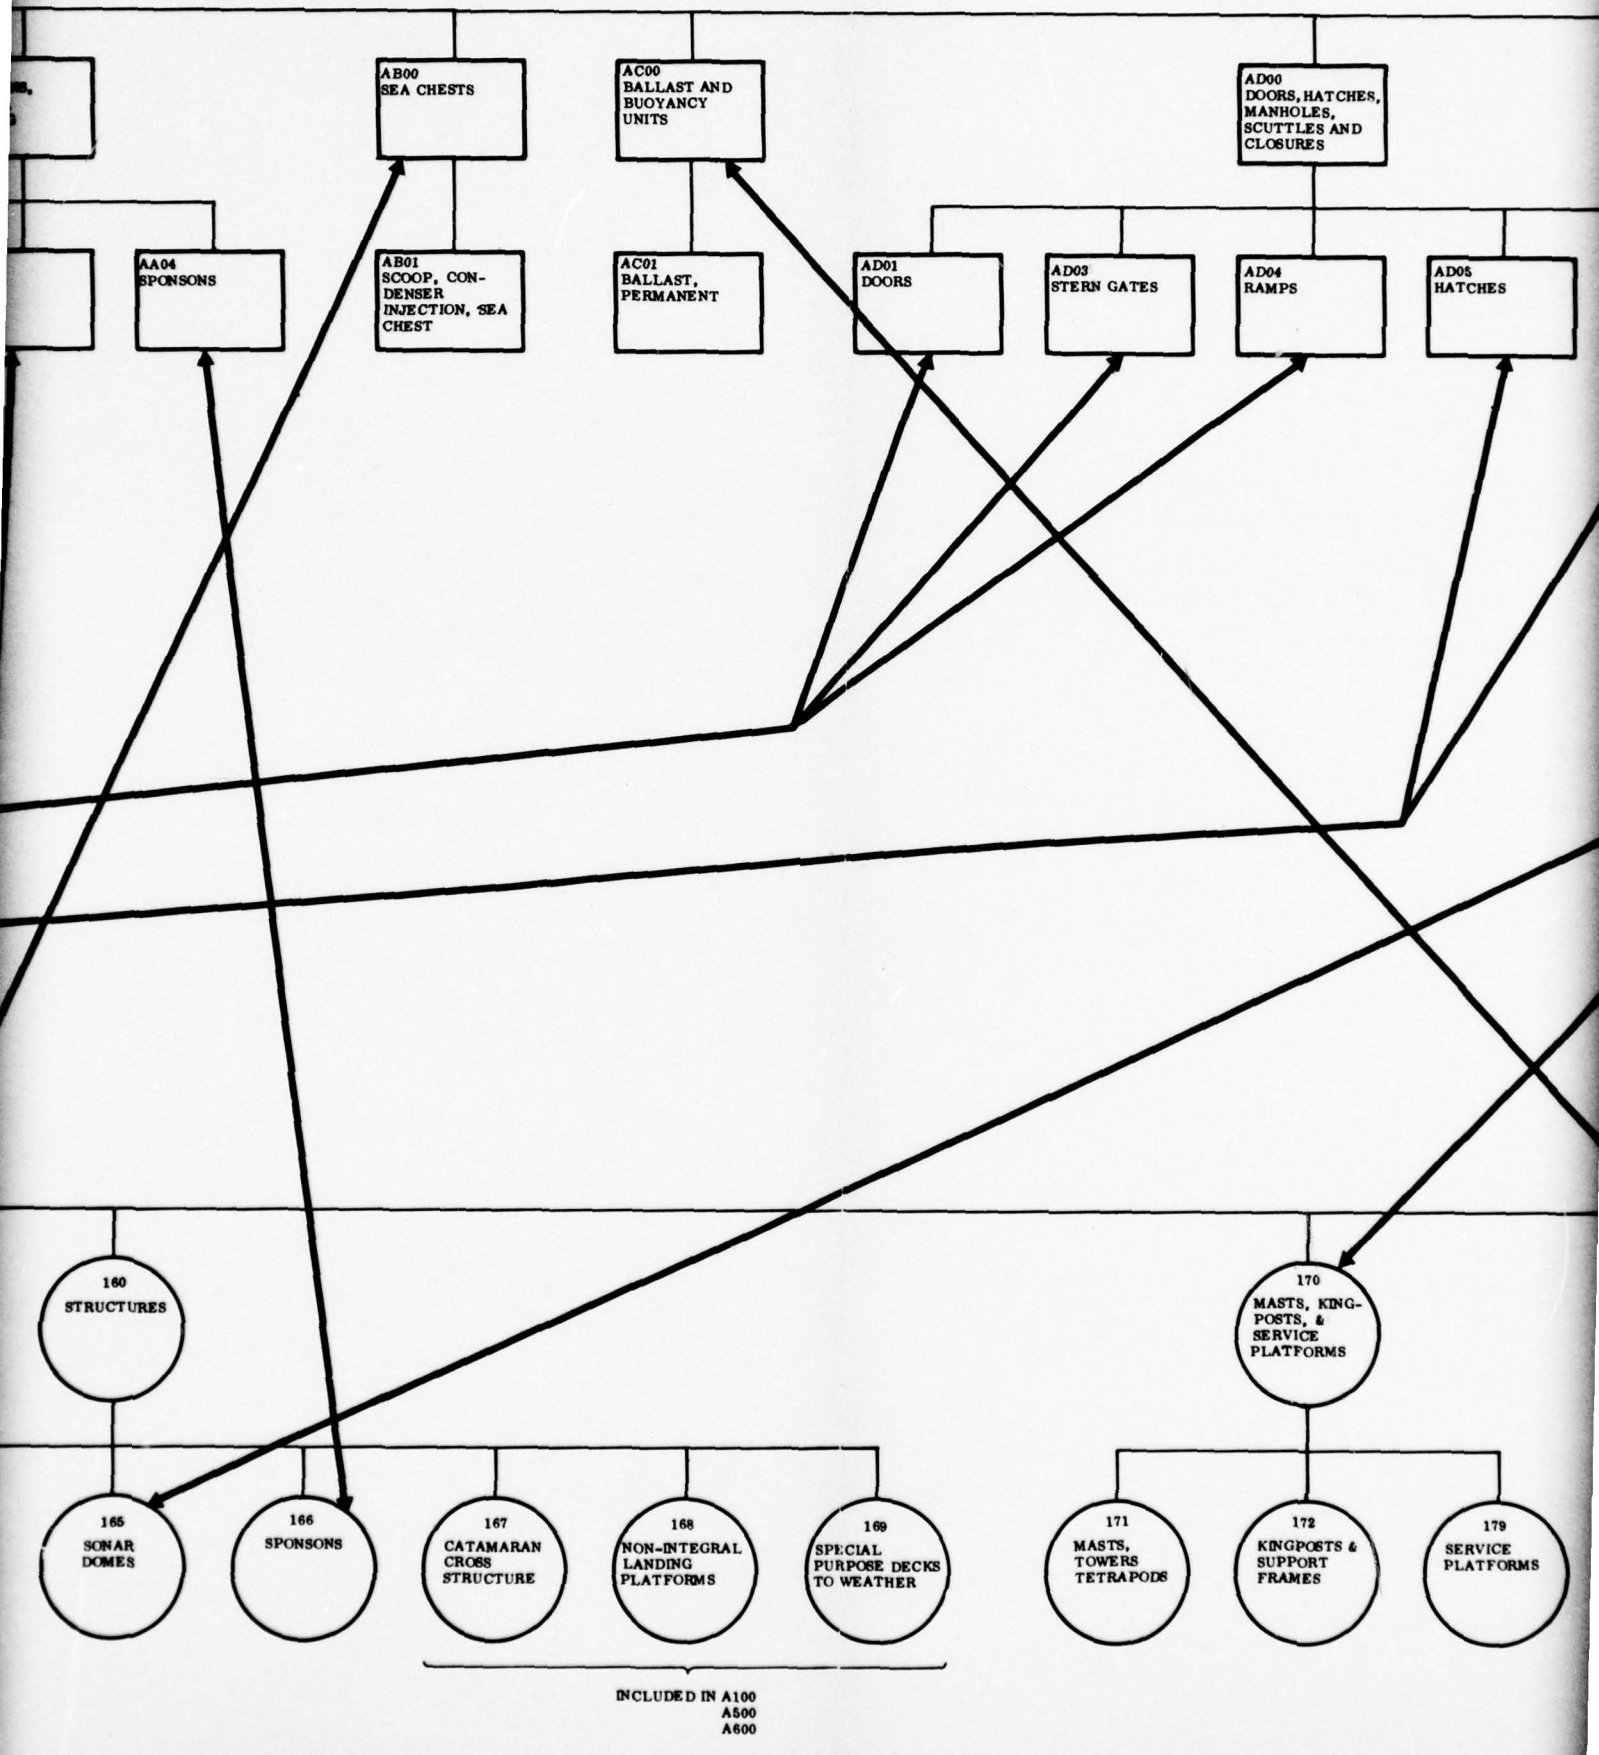 AB00
SEA CHESTS
AC00
BALLAST AND
BUOYANCY
UNITS
AD00
DOORS, HATCHES,
MANHOLES,
SCUTTLES AND
CLOSURES
AA04
SPONSONS
AB01
SCOOP, CON-
DENSER
INJECTION, SEA
CHEST
AC01
BALLAST,
PERMANENT
AD01
DOORS
AD03
STERN GATES
AD04
RAMPS
AD05
HATCHES
160
STRUCTURES
170
MASTS, KING-
POSTS, &
SERVICE
PLATFORMS
165
SONAR
DOMES
166
SPONSONS
167
CATAMARAN
CROSS
STRUCTURE
168
NON-INTEGRAL
LANDING
PLATFORMS
169
SPECIAL
PURPOSE DECKS
TO WEATHER
171
MASTS,
TOWERS
TETRAPODS
172
KINGPOSTS &
SUPPORT
FRAMES
179
SERVICE
PLATFORMS
INCLUDED IN A100
A500
A600